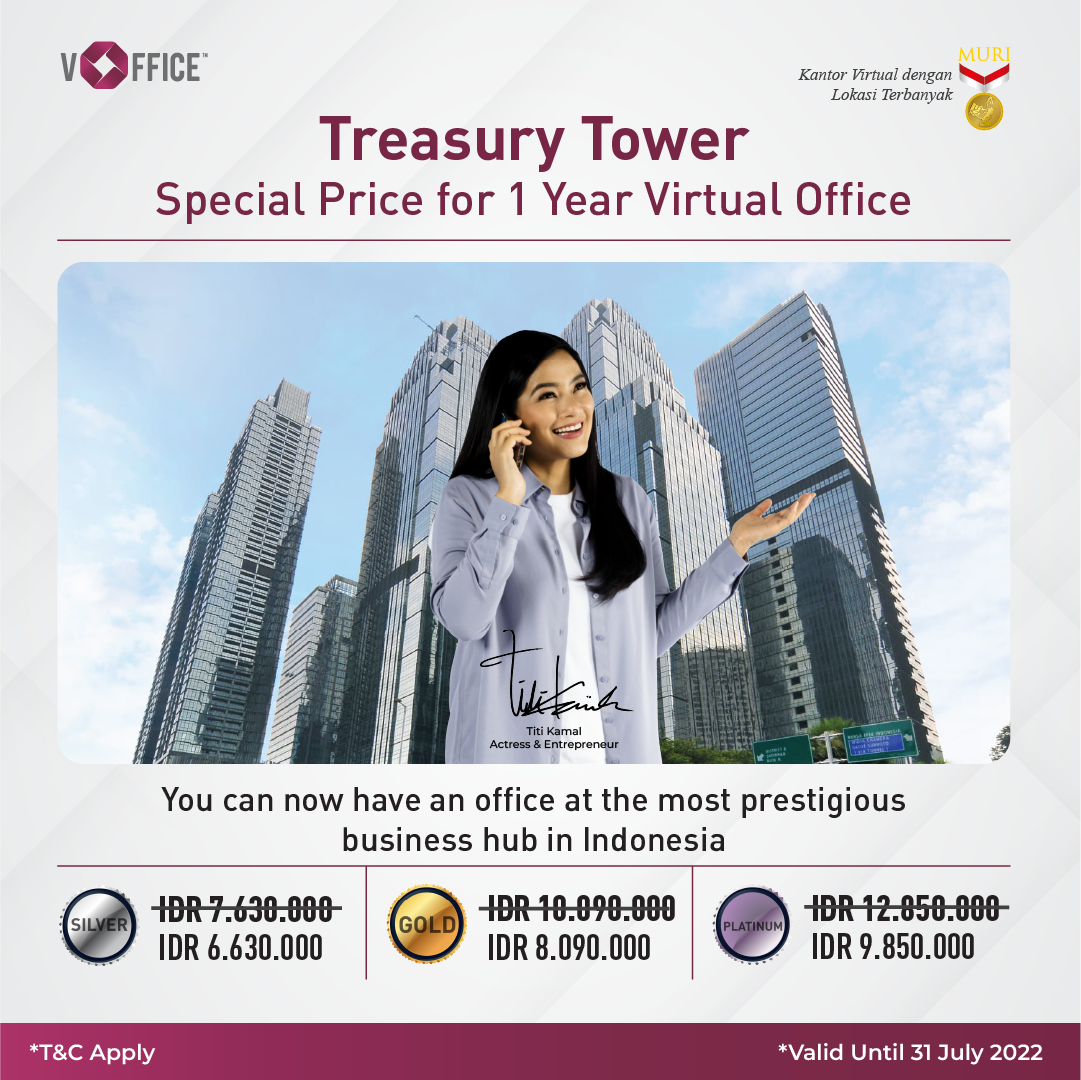 VOFFICE™
MURI
Kantor Virtual dengan
Lokasi Terbanyak
Treasury Tower
Special Price for 1 Year Virtual Office
Titi Kamal
Titi Kamal
Actress & Entrepreneur
You can now have an office at the most prestigious
business hub in Indonesia
SILVER
IDR 7.630.000
IDR 6.630.000
GOLD
IDR 10.090.000
IDR 8.090.000
PLATINUM
IDR 12.850.000
IDR 9.850.000
*T&C Apply
*Valid Until 31 July 2022